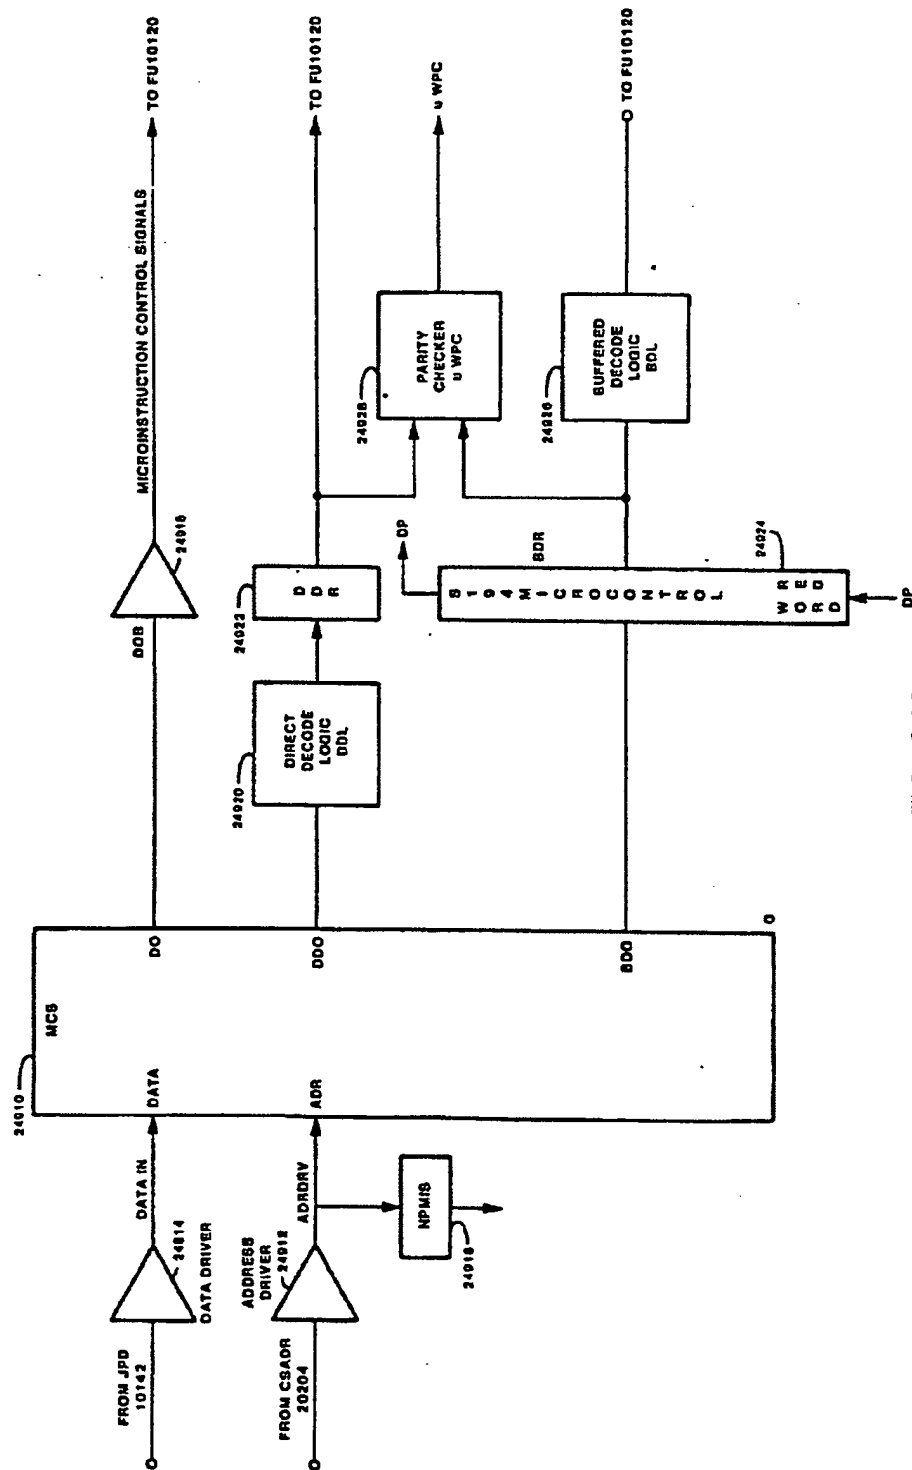 FROM JPD
10142
DATA DRIVER
24914
DATA IN
DATA
FROM CSADR
20204
ADDRESS
DRIVER
24912
ADRDRV
ADR
NPMIS
24918
24910
MCS
DO
DDO
BDO
O
DOB
24915
MICROINSTRUCTION CONTROL SIGNALS
TO FU10120
24920
DIRECT
DECODE
LOGIC
DDL
24922
DDR
TO FU10120
DP
BDR
S194 MICROCONTROL
WORD
REG
24924
DP
24928
PARITY
CHECKER
u WPC
u WPC
24926
BUFFERED
DECODE
LOGIC
BDL
TO FU10120